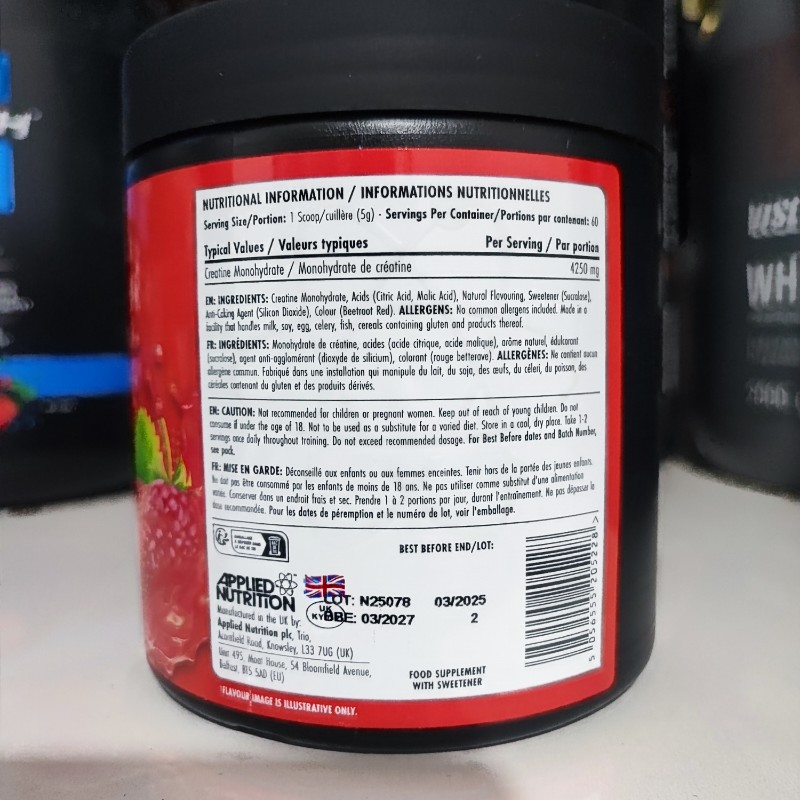 NUTRITIONAL INFORMATION / INFORMATIONS NUTRITIONNELLES
Serving Size/Portion: 1 Scoop/cuillère (5g) - Servings Per Container/Portions par contenant: 60
Typical Values / Valeurs typiques Per Serving / Par portion
Creatine Monohydrate / Monohydrate de créatine 4250 mg
EN: INGREDIENTS: Creatine Monohydrate, Acids (Citric Acid, Malic Acid), Natural Flavouring, Sweetener (Sucralose),
Anti-Caking Agent (Silicon Dioxide), Colour (Beetroot Red). ALLERGENS: No common allergens included. Made in a
facility that handles milk, soy, egg, celery, fish, cereals containing gluten and products thereof.
FR: INGRÉDIENTS: Monohydrate de créatine, acides (acide citrique, acide malique), arôme naturel, édulcorant
(sucralose), agent anti-agglomérant (dioxyde de silicium), colorant (rouge betterave). ALLERGÈNES: Ne contient aucun
allergène commun. Fabriqué dans une installation qui manipule du lait, du soja, des œufs, du céleri, du poisson, des
céréales contenant du gluten et des produits dérivés.
EN: CAUTION: Not recommended for children or pregnant women. Keep out of reach of young children. Do not
consume if under the age of 18. Not to be used as a substitute for a varied diet. Store in a cool, dry place. Take 1-2
servings once daily throughout training. Do not exceed recommended dosage. For Best Before dates and Batch Number,
see pack.
FR: MISE EN GARDE: Déconseillé aux enfants ou aux femmes enceintes. Tenir hors de la portée des jeunes enfants.
Ne doit pas être consommé par les enfants de moins de 18 ans. Ne pas utiliser comme substitut d'une alimentation
variée. Conserver dans un endroit frais et sec. Prendre 1 à 2 portions par jour, durant l'entraînement. Ne pas dépasser la
dose recommandée. Pour les dates de péremption et le numéro de lot, voir l'emballage.
BEST BEFORE END/LOT:
APPLIED
NUTRITION
UK
LOT: N25078 03/2025
BBE: 03/2027 2
Manufactured in the UK by:
Applied Nutrition plc, Trio,
Acornfield Road, Knowsley, L33 7UG (UK)
Unit 495, Moat House, 54 Bloomfield Avenue,
Belfast, BT5 5AD (EU)
FOOD SUPPLEMENT
WITH SWEETENER
5 056555 205228 >
FLAVOUR IMAGE IS ILLUSTRATIVE ONLY.
WH